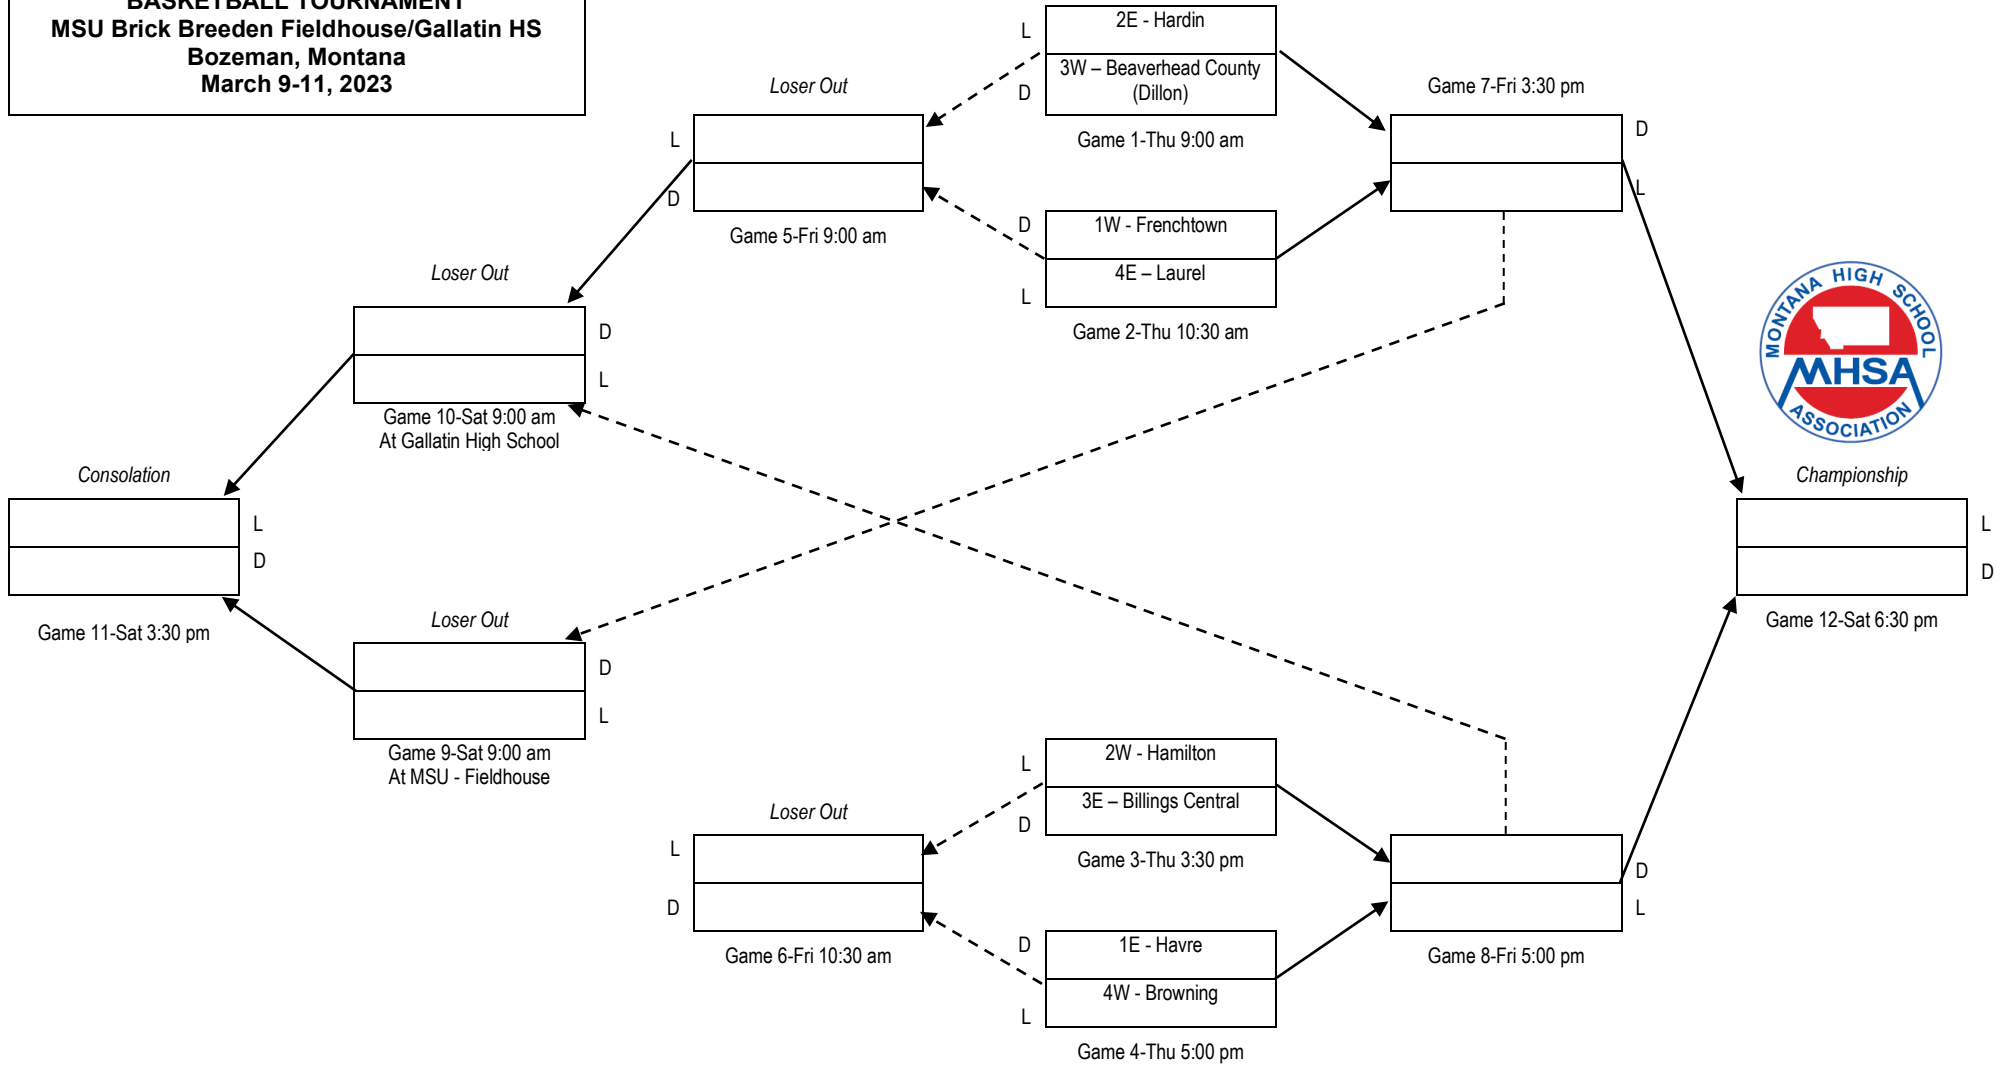 BASKETBALL TOURNAMENT
MSU Brick Breeden Fieldhouse/Gallatin HS
Bozeman, Montana
March 9-11, 2023
L
2E - Hardin
3W – Beaverhead County
(Dillon)
D
Game 1-Thu 9:00 am
Loser Out
L
D
Game 5-Fri 9:00 am
Game 7-Fri 3:30 pm
D
L
D
1W - Frenchtown
4E – Laurel
L
Game 2-Thu 10:30 am
Loser Out
D
L
Game 10-Sat 9:00 am
At Gallatin High School
MONTANA HIGH SCHOOL
MHSA
ASSOCIATION
Consolation
L
D
Game 11-Sat 3:30 pm
Championship
L
D
Game 12-Sat 6:30 pm
Loser Out
D
L
Game 9-Sat 9:00 am
At MSU - Fieldhouse
L
2W - Hamilton
3E – Billings Central
D
Game 3-Thu 3:30 pm
Loser Out
L
D
Game 6-Fri 10:30 am
D
L
Game 8-Fri 5:00 pm
D
1E - Havre
4W - Browning
L
Game 4-Thu 5:00 pm